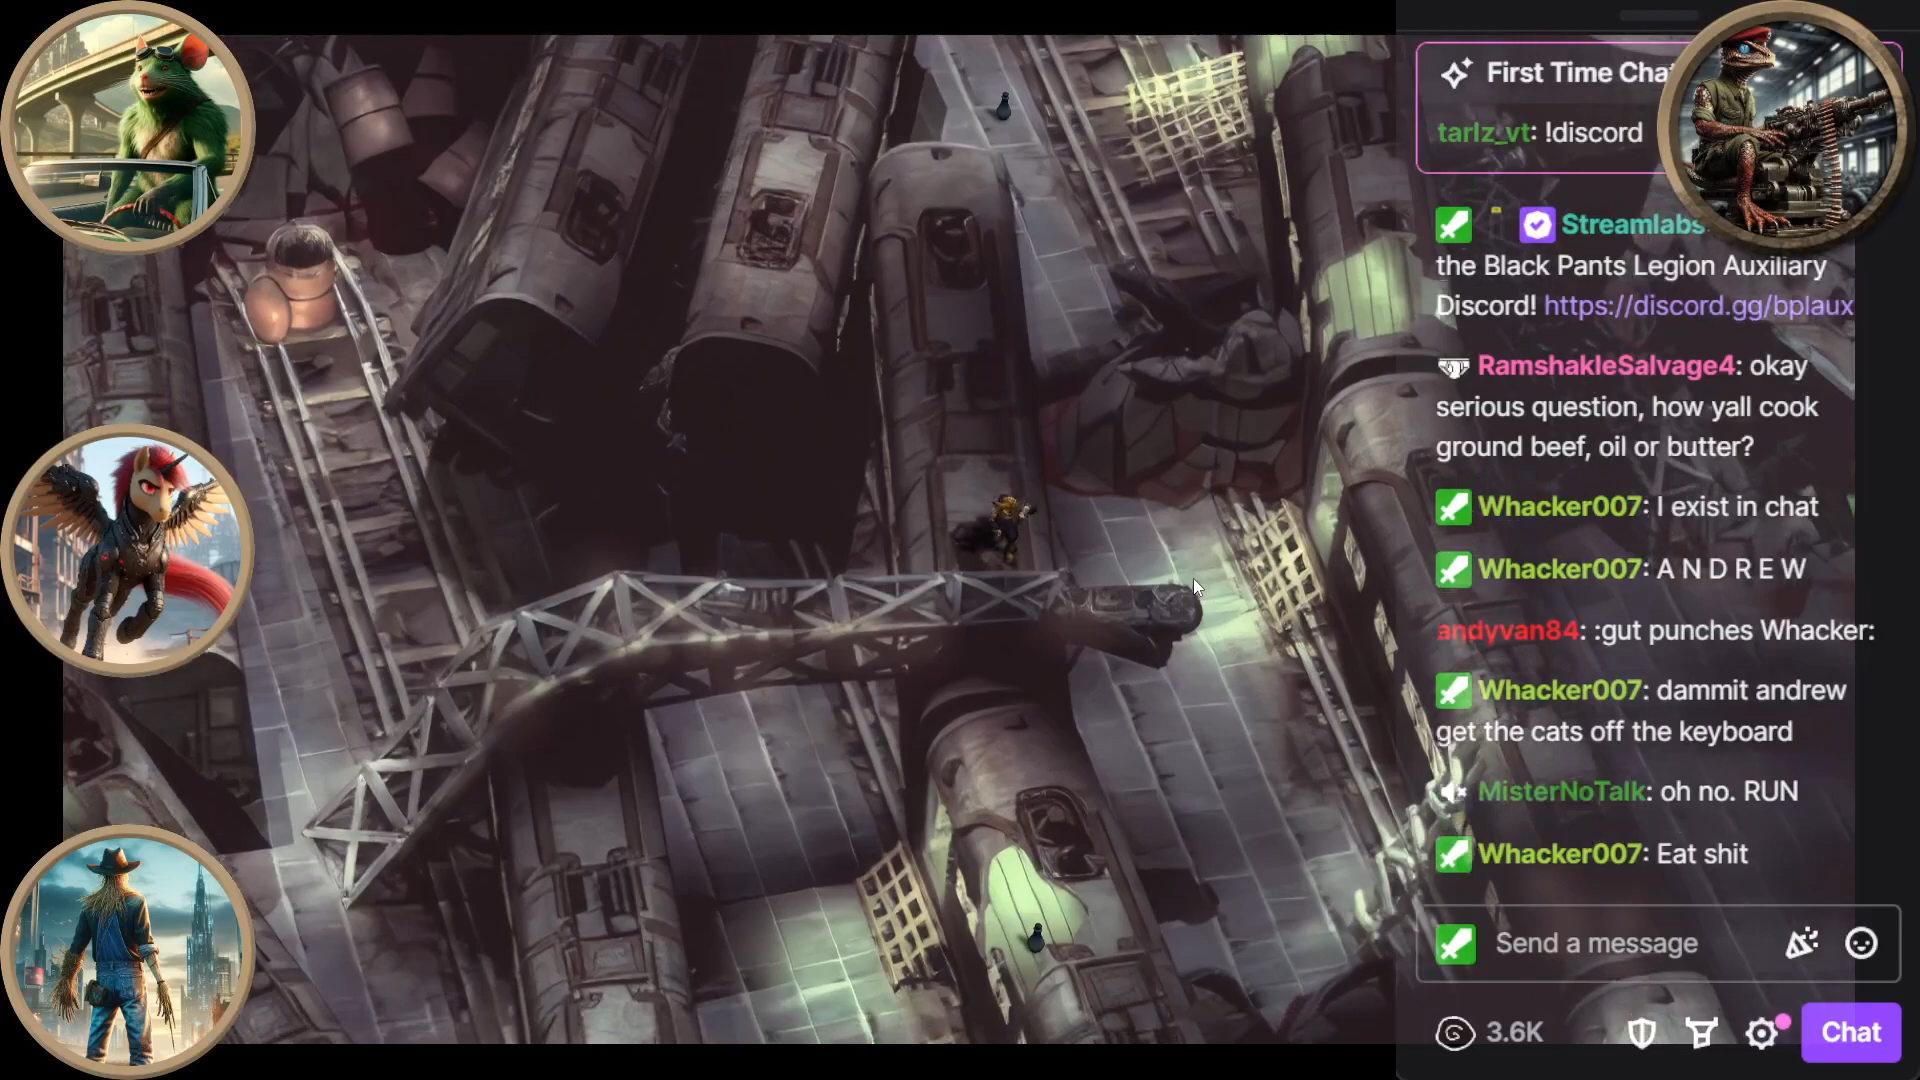 First Time Cha
tarlz_vt: !discord
Streamlabs
the Black Pants Legion Auxiliary
Discord! https://discord.gg/bplaux
RamshakleSalvage4: okay
serious question, how yall cook
ground beef, oil or butter?
Whacker007: I exist in chat
Whacker007: A N D R E W
andyvan84: :gut punches Whacker:
Whacker007: dammit andrew
get the cats off the keyboard
MisterNoTalk: oh no. RUN
Whacker007: Eat shit
Send a message
3.6K
Chat